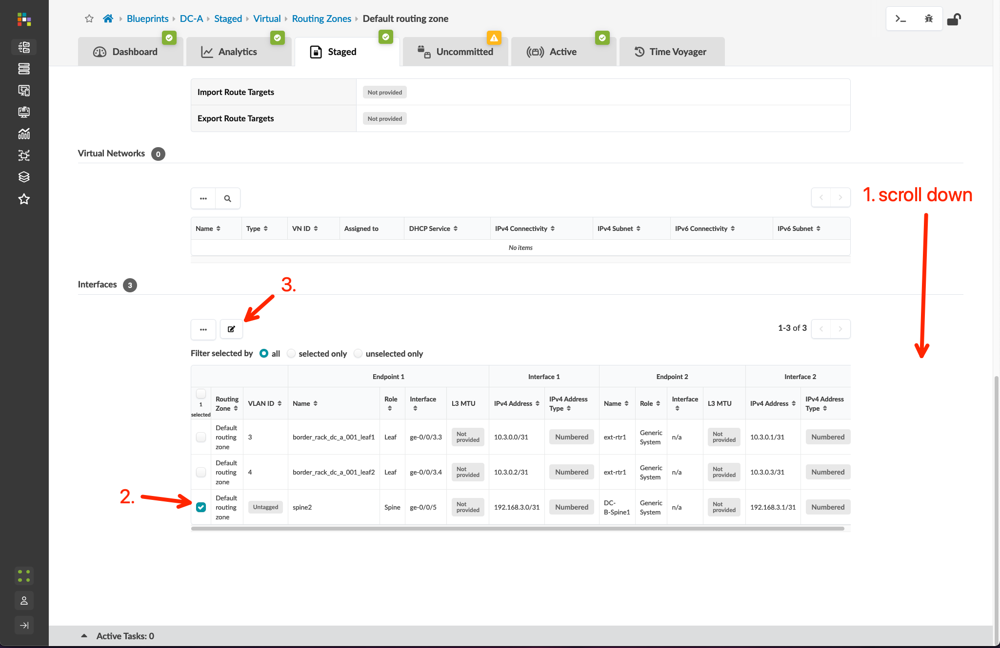 Blueprints DC-A Staged Virtual Routing Zones Default routing zone
Dashboard Analytics Staged Uncommitted Active Time Voyager
Import Route Targets Not provided
Export Route Targets Not provided
Virtual Networks 0
1. scroll down
Name Type VN ID Assigned to DHCP Service IPv4 Connectivity IPv4 Subnet IPv6 Connectivity IPv6 Subnet
No items
Interfaces 3
3.
1-3 of 3
Filter selected by all selected only unselected only
Endpoint 1 Interface 1 Endpoint 2 Interface 2
1 selected Routing Zone VLAN ID Name Role Interface L3 MTU IPv4 Address IPv4 Address Type Name Role Interface L3 MTU IPv4 Address IPv4 Address Type
Default routing zone 3 border_rack_dc_a_001_leaf1 Leaf ge-0/0/3.3 Not provided 10.3.0.0/31 Numbered ext-rtr1 Generic System n/a Not provided 10.3.0.1/31 Numbered
Default routing zone 4 border_rack_dc_a_001_leaf2 Leaf ge-0/0/3.4 Not provided 10.3.0.2/31 Numbered ext-rtr1 Generic System n/a Not provided 10.3.0.3/31 Numbered
2.
Default routing zone Untagged spine2 Spine ge-0/0/5 Not provided 192.168.3.0/31 Numbered DC-B-Spine1 Generic System n/a Not provided 192.168.3.1/31 Numbered
Active Tasks: 0